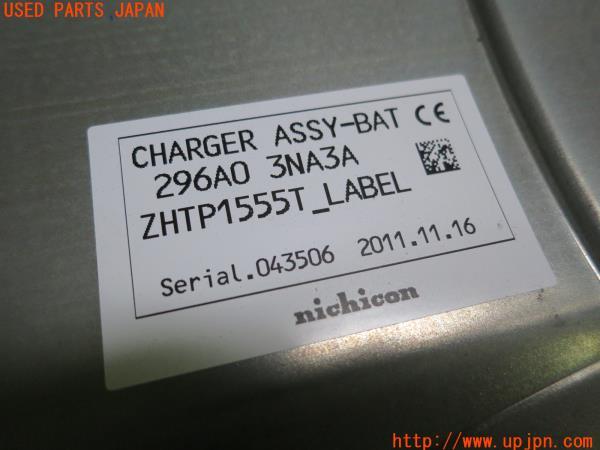 USED PARTS JAPAN
CHARGER ASSY-BAT CE
296A0 3NA3A
ZHTP1555T_LABEL
Serial.043506 2011.11.16
nichicon
http://www.upjpn.com